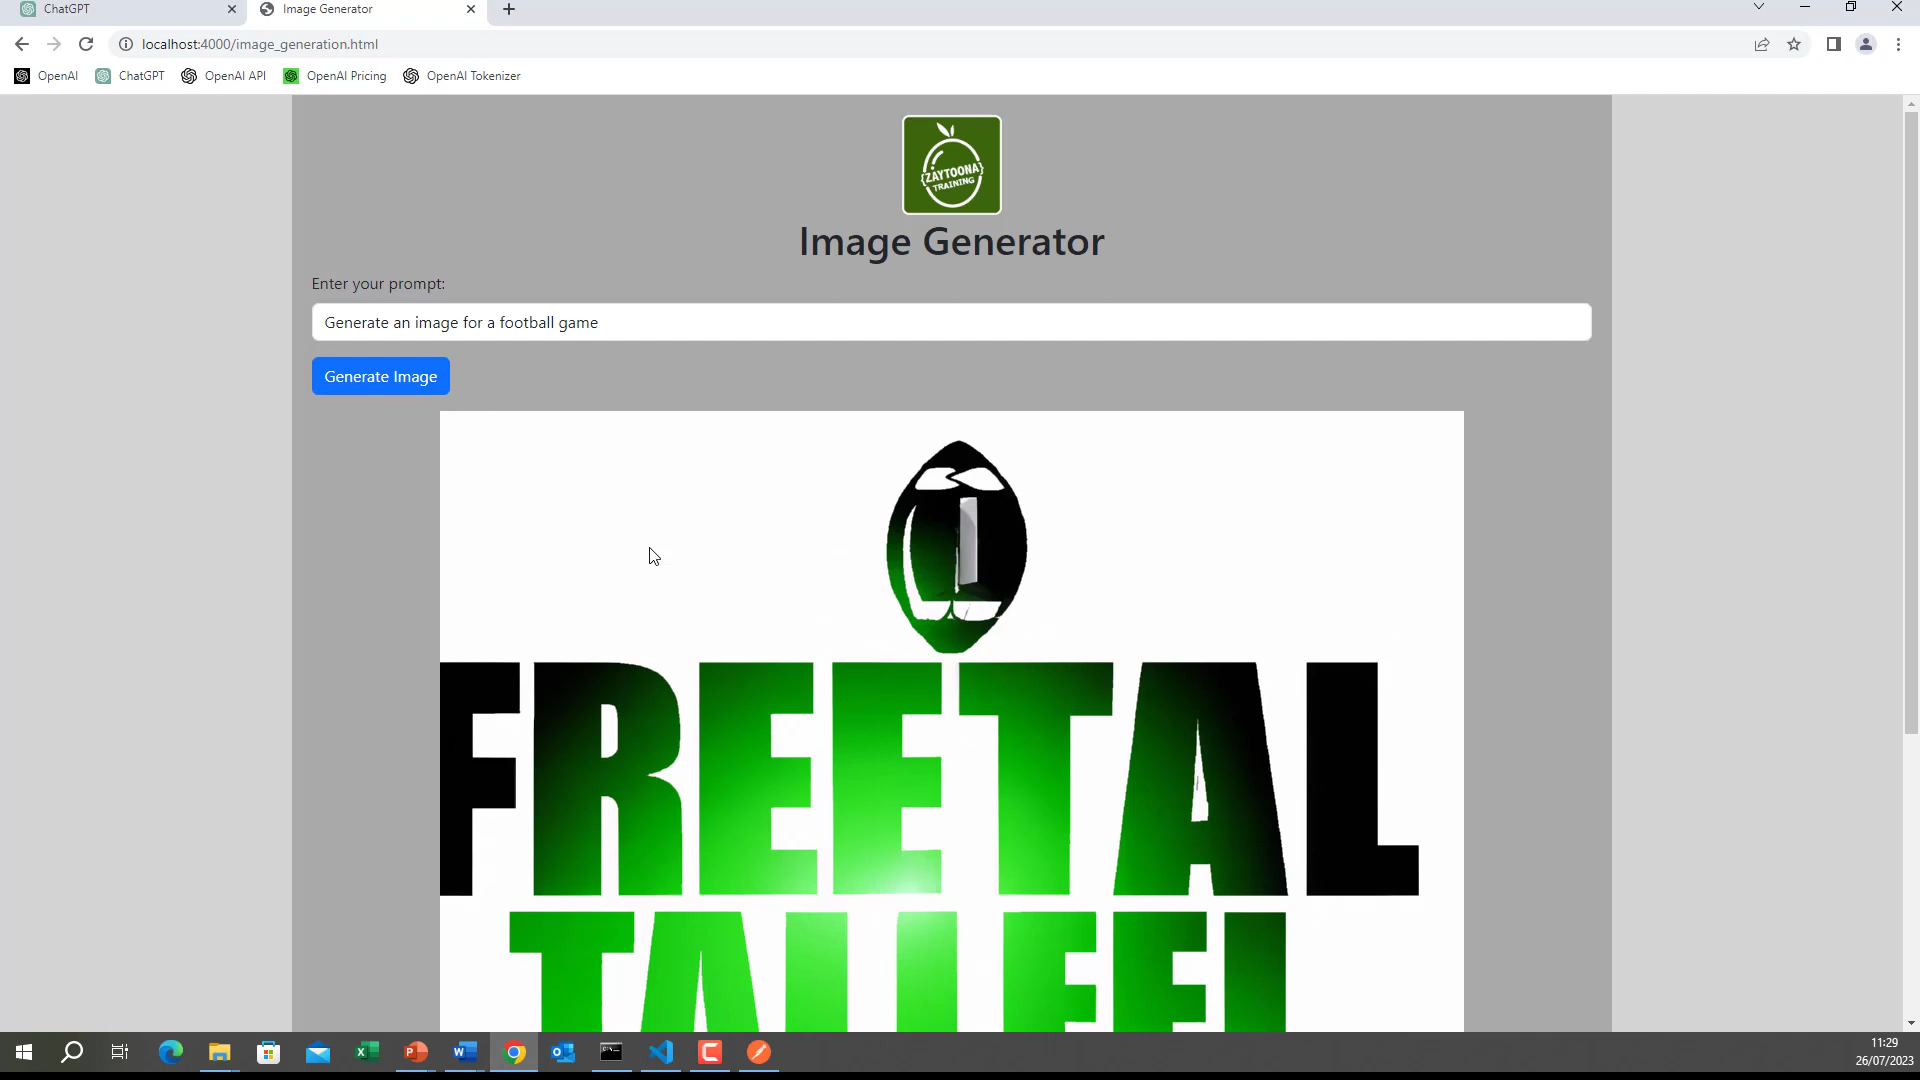 ChatGPT
Image Generator
localhost:4000/image_generation.html
OpenAI
ChatGPT
OpenAI API
OpenAI Pricing
OpenAI Tokenizer
{ZAYTOONA}
TRAINING
Image Generator
Enter your prompt:
Generate an image for a football game
Generate Image
FREETAL
11:29
26/07/2023